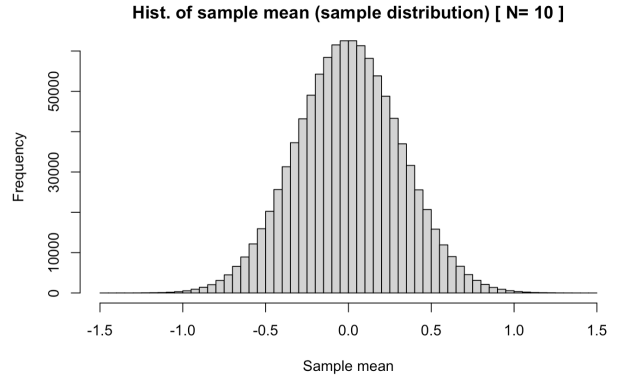 Hist. of sample mean (sample distribution) [ N= 10 ]
Frequency
50000
30000
10000
0
-1.5 -1.0 -0.5 0.0 0.5 1.0 1.5
Sample mean